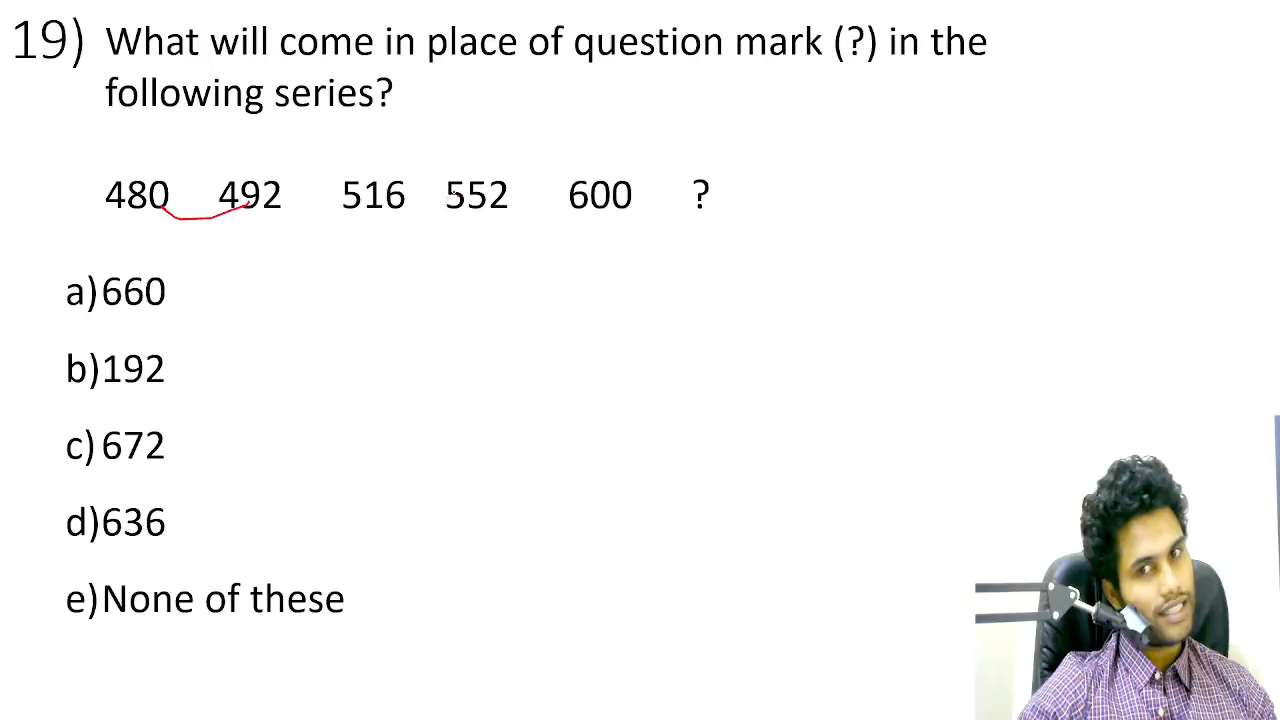 19) What will come in place of question mark (?) in the
following series?
480 492 516 552 600 ?
a)660
b)192
c)672
d)636
e)None of these